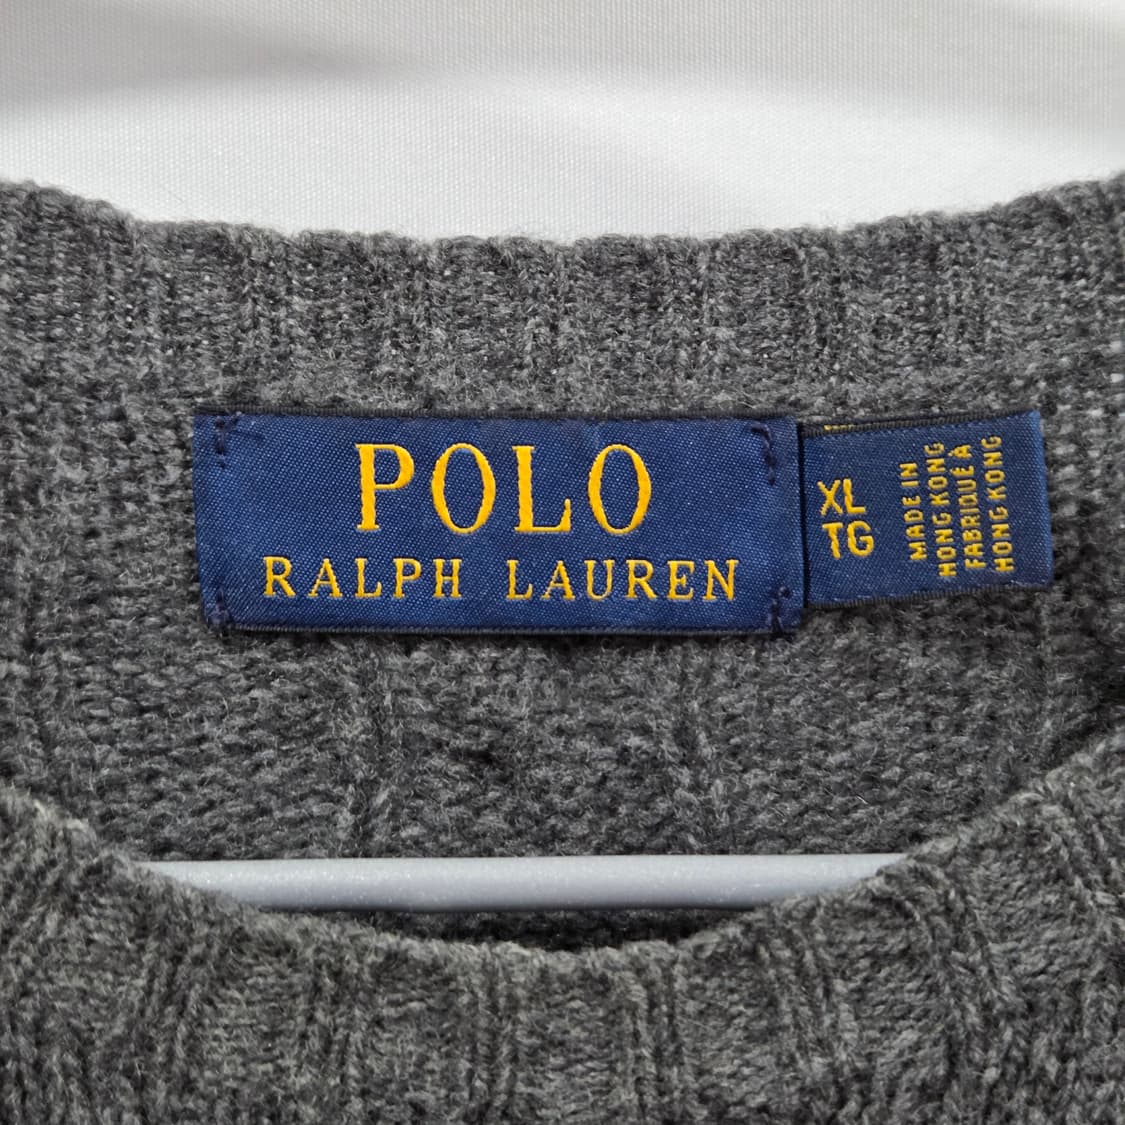 POLO
RALPH LAUREN
XL
TG
MADE IN
HONG KONG
FABRIQUÉ À
HONG KONG